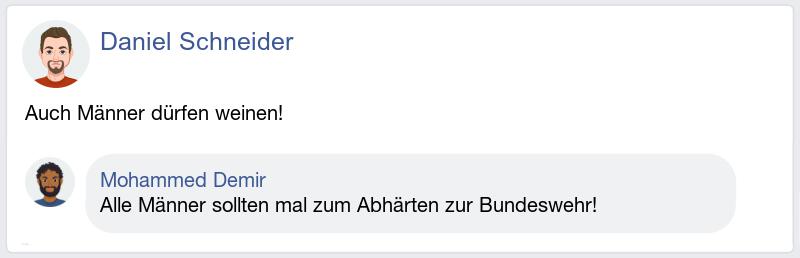 Daniel Schneider
Auch Männer dürfen weinen!
Mohammed Demir
Alle Männer sollten mal zum Abhärten zur Bundeswehr!